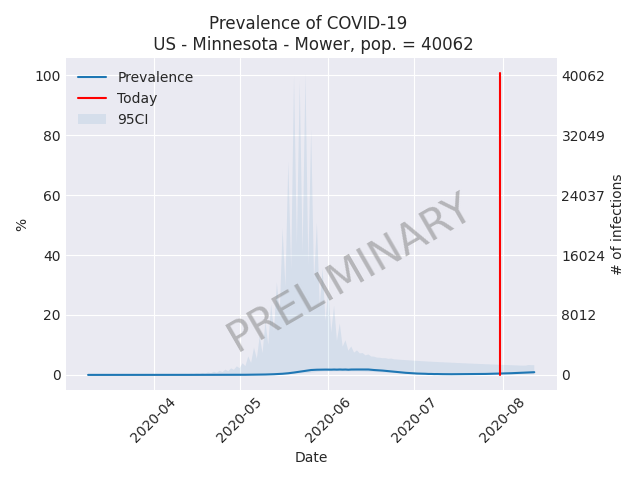 Prevalence of COVID-19
US - Minnesota - Mower, pop. = 40062
Prevalence
Today
95CI
100
80
60
40
20
0
%
40062
32049
24037
16024
8012
0
# of infections
PRELIMINARY
2020-04
2020-05
2020-06
2020-07
2020-08
Date